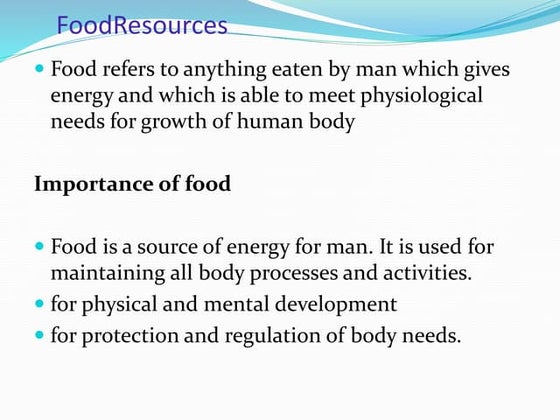 FoodResources
Food refers to anything eaten by man which gives
energy and which is able to meet physiological
needs for growth of human body
Importance of food
Food is a source of energy for man. It is used for
maintaining all body processes and activities.
for physical and mental development
for protection and regulation of body needs.